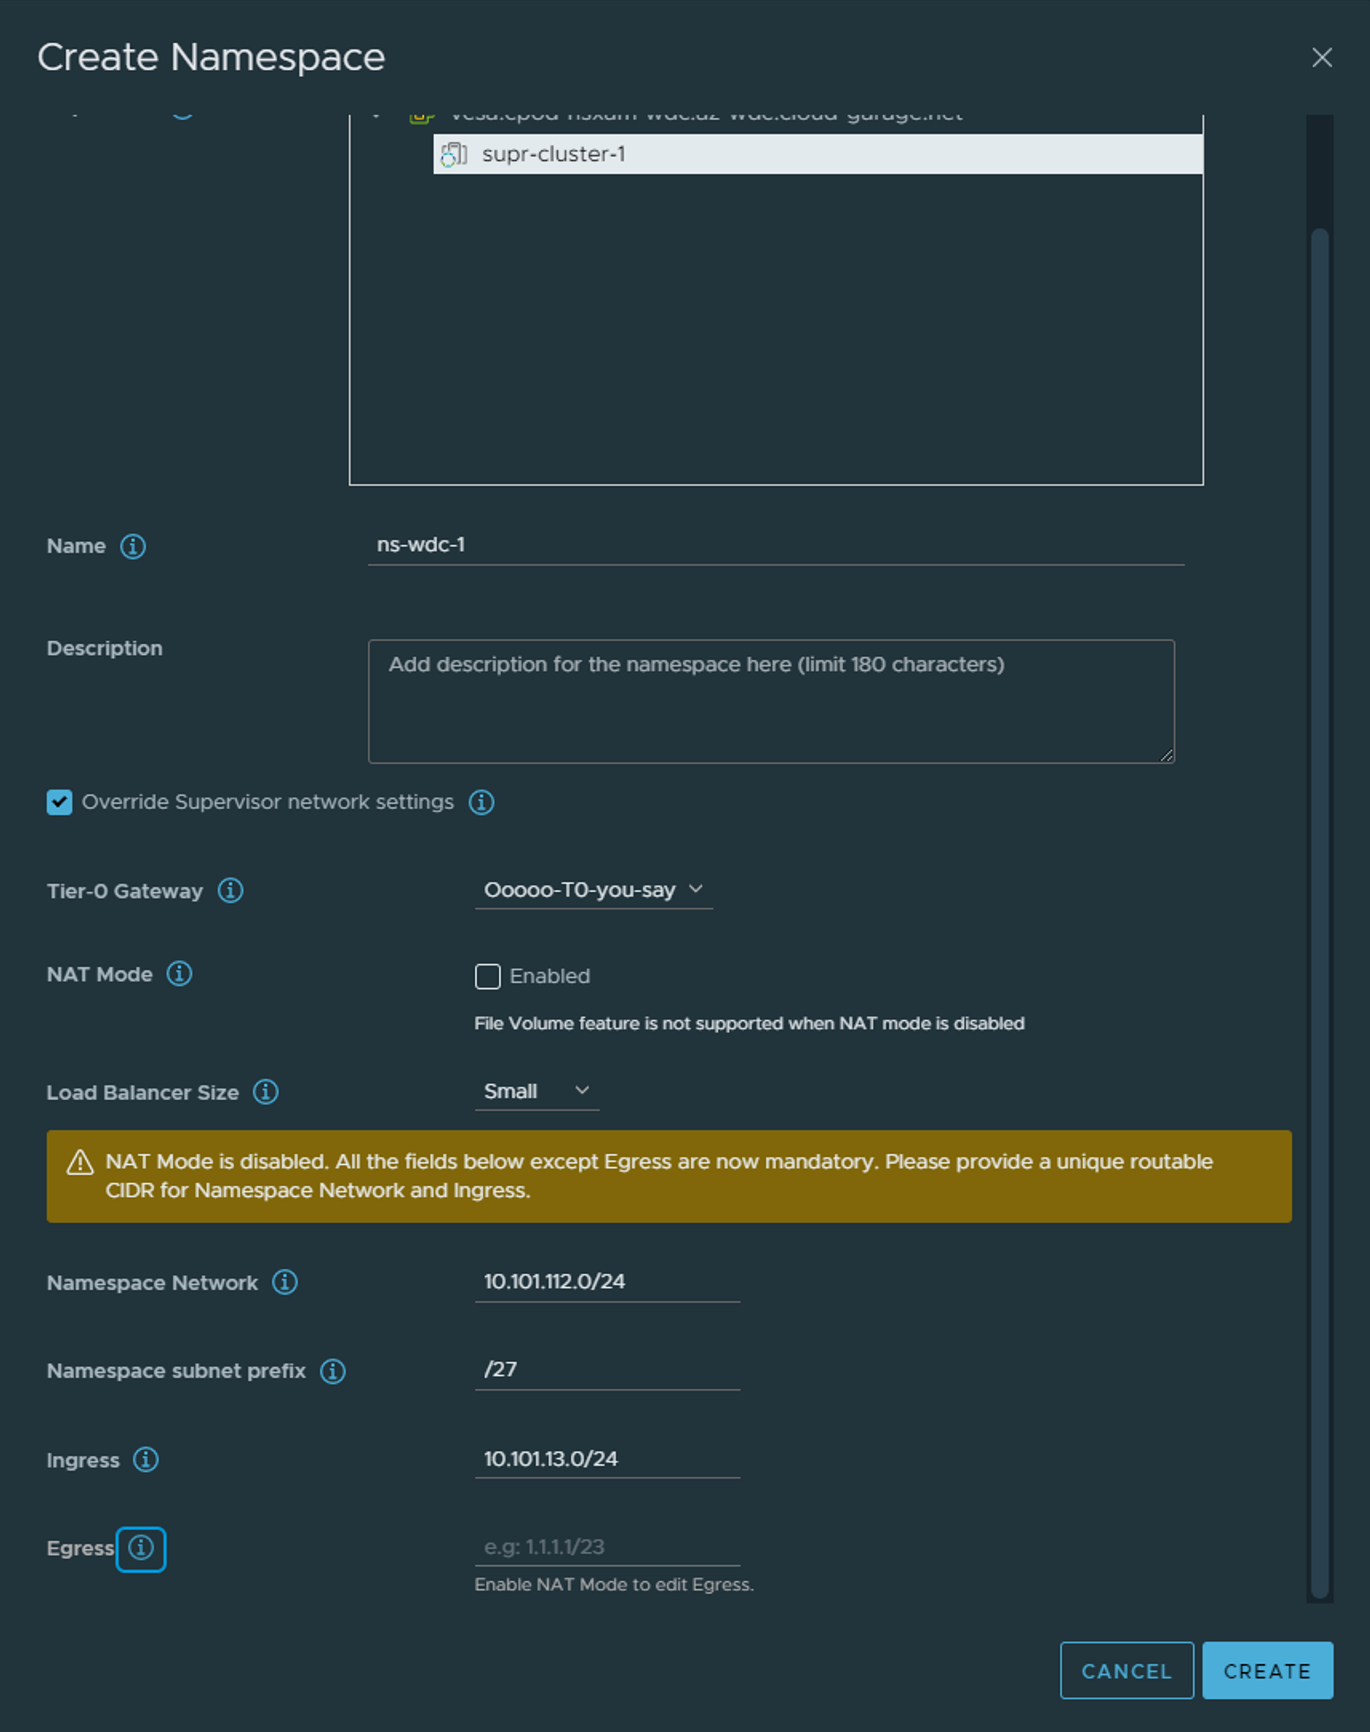 Create Namespace
supr-cluster-1
Name
ns-wdc-1
Description
Add description for the namespace here (limit 180 characters)
Override Supervisor network settings
Tier-0 Gateway
Ooooo-T0-you-say
NAT Mode
Enabled
File Volume feature is not supported when NAT mode is disabled
Load Balancer Size
Small
NAT Mode is disabled. All the fields below except Egress are now mandatory. Please provide a unique routable
CIDR for Namespace Network and Ingress.
Namespace Network
10.101.112.0/24
Namespace subnet prefix
/27
Ingress
10.101.13.0/24
Egress
e.g: 1.1.1.1/23
Enable NAT Mode to edit Egress.
CANCEL
CREATE